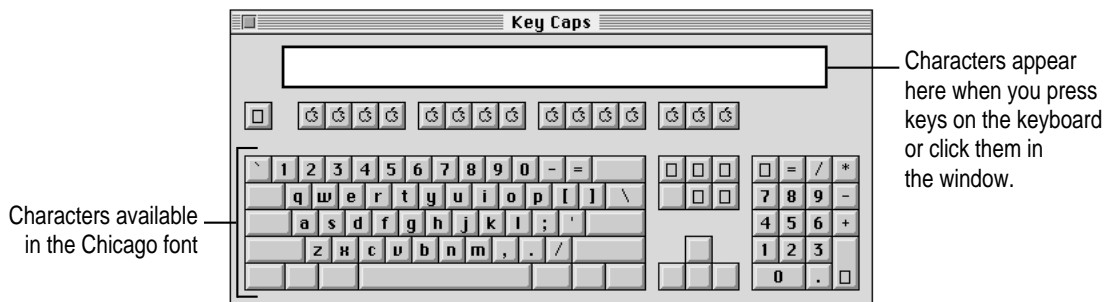 Key Caps
Characters appear
here when you press
keys on the keyboard
or click them in
the window.
` 1 2 3 4 5 6 7 8 9 0 - = = / *
q w e r t y u i o p [ ] \ 7 8 9 -
Characters available
in the Chicago font
a s d f g h j k l ; ' 4 5 6 +
z x c v b n m , . / 1 2 3
0 .